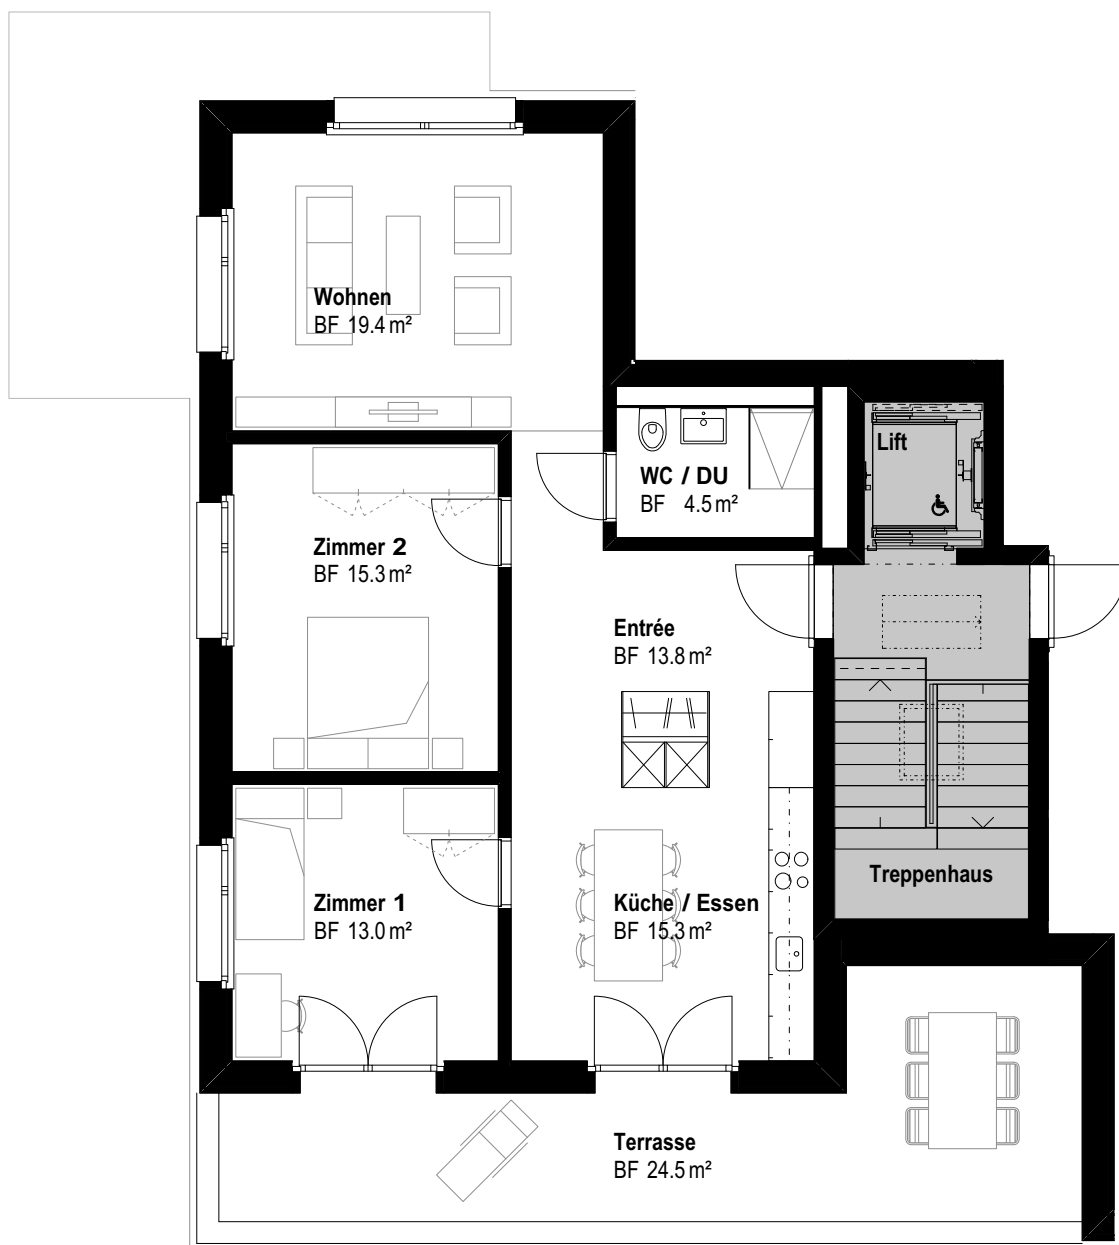 Wohnen
BF 19.4 m²
Lift
WC / DU
BF 4.5 m²
Zimmer 2
BF 15.3 m²
Entrée
BF 13.8 m²
Treppenhaus
Zimmer 1
BF 13.0 m²
Küche / Essen
BF 15.3 m²
Terrasse
BF 24.5 m²